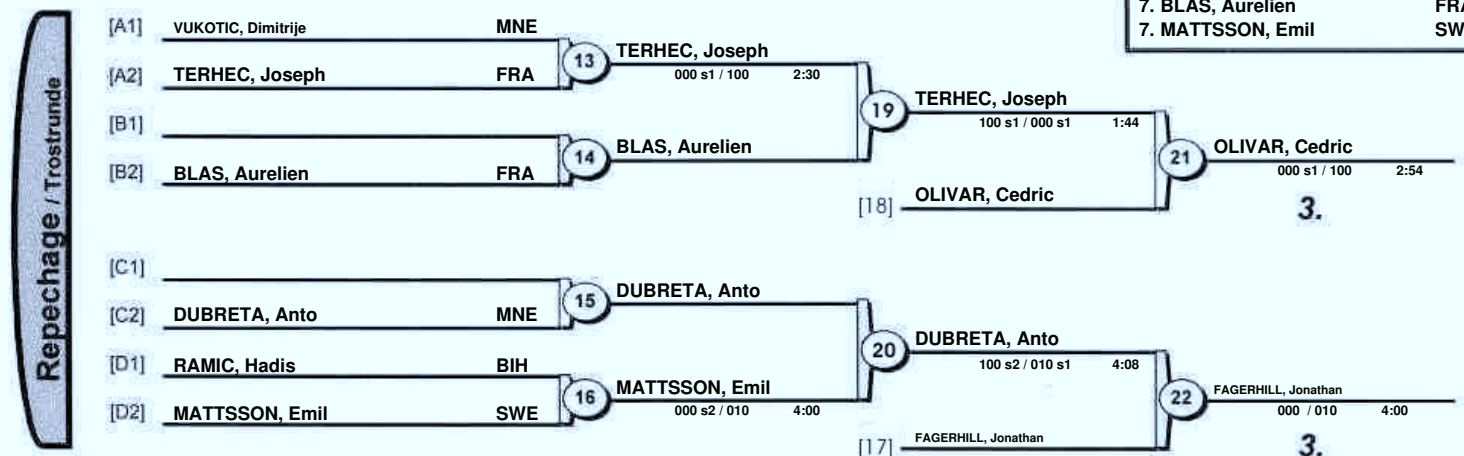 7. BLAS, Aurelien FRA
7. MATTSSON, Emil SW
Repechage / Trostrunde
[A1] VUKOTIC, Dimitrije MNE
[A2] TERHEC, Joseph FRA
13 TERHEC, Joseph
000 s1 / 100 2:30
[B1]
[B2] BLAS, Aurelien FRA
14 BLAS, Aurelien
19 TERHEC, Joseph
100 s1 / 000 s1 1:44
[18] OLIVAR, Cedric
21 OLIVAR, Cedric
000 s1 / 100 2:54
3.
[C1]
[C2] DUBRETA, Anto MNE
15 DUBRETA, Anto
[D1] RAMIC, Hadis BIH
[D2] MATTSSON, Emil SWE
16 MATTSSON, Emil
000 s2 / 010 4:00
20 DUBRETA, Anto
100 s2 / 010 s1 4:08
[17] FAGERHILL, Jonathan
22 FAGERHILL, Jonathan
000 / 010 4:00
3.